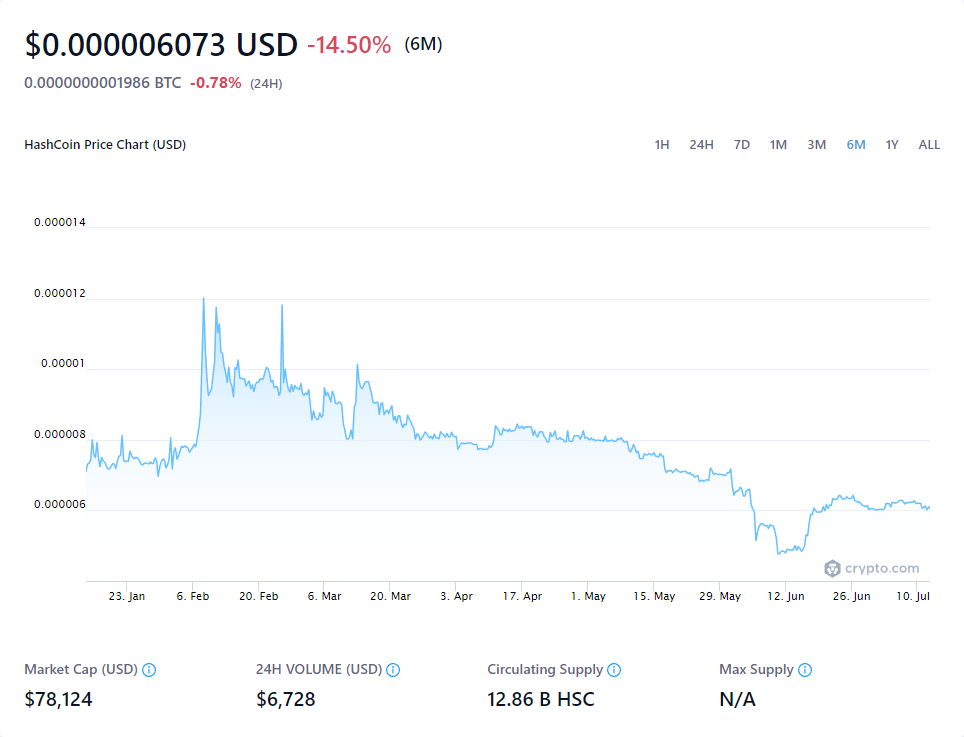 $0.000006073 USD -14.50% (6M)
0.0000000001986 BTC -0.78% (24H)
HashCoin Price Chart (USD) 1H 24H 7D 1M 3M 6M 1Y ALL
0.000014
0.000012
0.00001
0.000008
0.000006
crypto.com
23. Jan 6. Feb 20. Feb 6. Mar 20. Mar 3. Apr 17. Apr 1. May 15. May 29. May 12. Jun 26. Jun 10. Jul
Market Cap (USD) 24H VOLUME (USD) Circulating Supply Max Supply
$78,124 $6,728 12.86 B HSC N/A